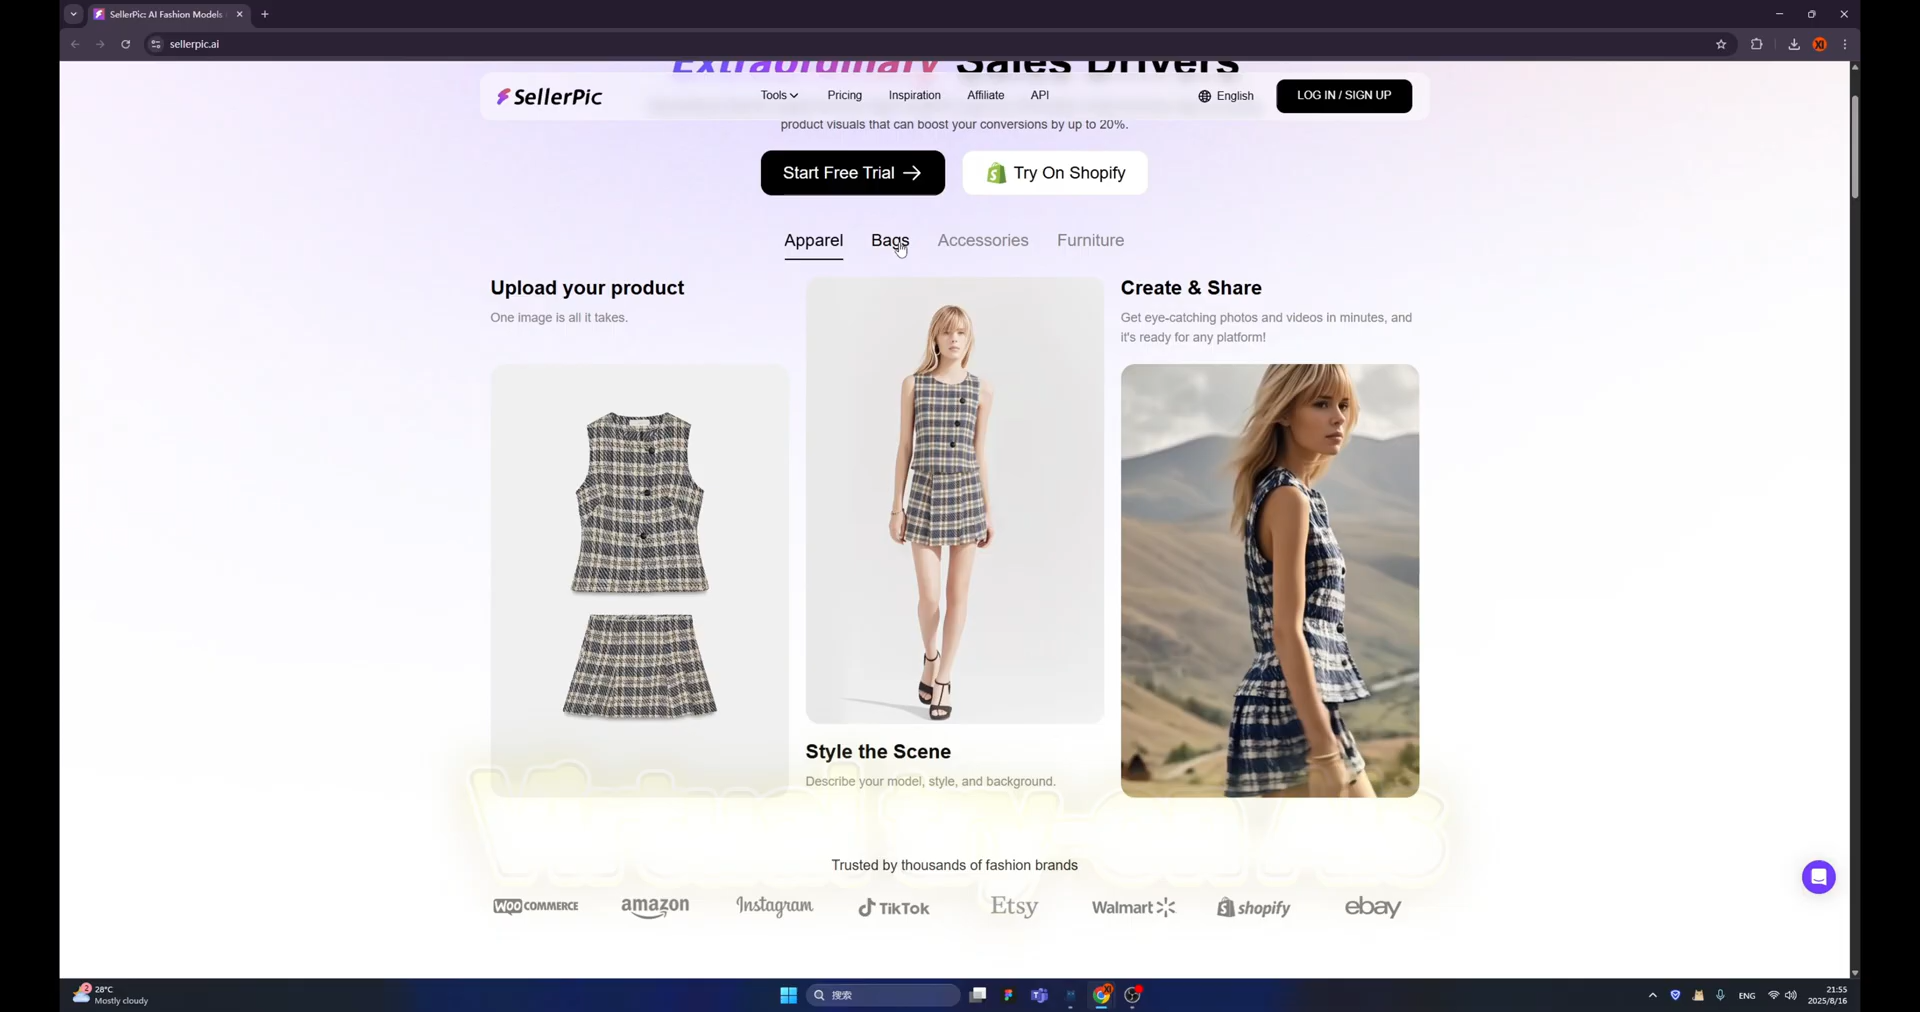 SellerPic: AI Fashion Models
sellerpic.ai
Extraordinary Sales Drivers
SellerPic
Tools
Pricing
Inspiration
Affiliate
API
English
LOG IN / SIGN UP
product visuals that can boost your conversions by up to 20%.
Start Free Trial →
Try On Shopify
Apparel
Bags
Accessories
Furniture
Upload your product
One image is all it takes.
Create & Share
Get eye-catching photos and videos in minutes, and
it's ready for any platform!
Style the Scene
Describe your model, style, and background.
Trusted by thousands of fashion brands
WOO COMMERCE
amazon
Instagram
TikTok
Etsy
Walmart
shopify
ebay
2
28°C
Mostly cloudy
搜索
XI
ENG
21:55
2025/8/16